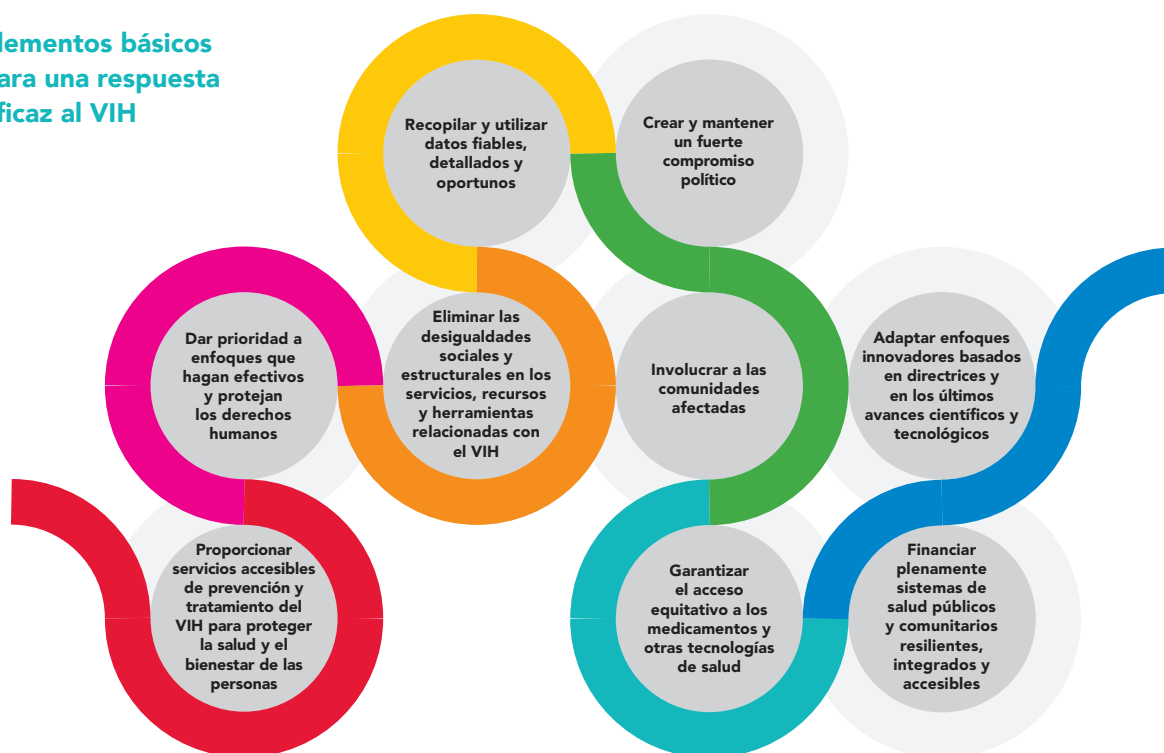 lementos básicos
ara una respuesta
ficaz al VIH
Recopilar y utilizar
datos fiables,
detallados y
oportunos
Crear y mantener
un fuerte
compromiso
político
Dar prioridad a
enfoques que
hagan efectivos
y protejan
los derechos
humanos
Eliminar las
desigualdades
sociales y
estructurales en los
servicios, recursos
y herramientas
relacionadas con
el VIH
Involucrar a las
comunidades
afectadas
Adaptar enfoques
innovadores basados
en directrices y
en los últimos
avances científicos y
tecnológicos
Proporcionar
servicios accesibles
de prevención y
tratamiento del
VIH para proteger
la salud y el
bienestar de las
personas
Garantizar
el acceso
equitativo a los
medicamentos y
otras tecnologías
de salud
Financiar
plenamente
sistemas de
salud públicos
y comunitarios
resilientes,
integrados y
accesibles